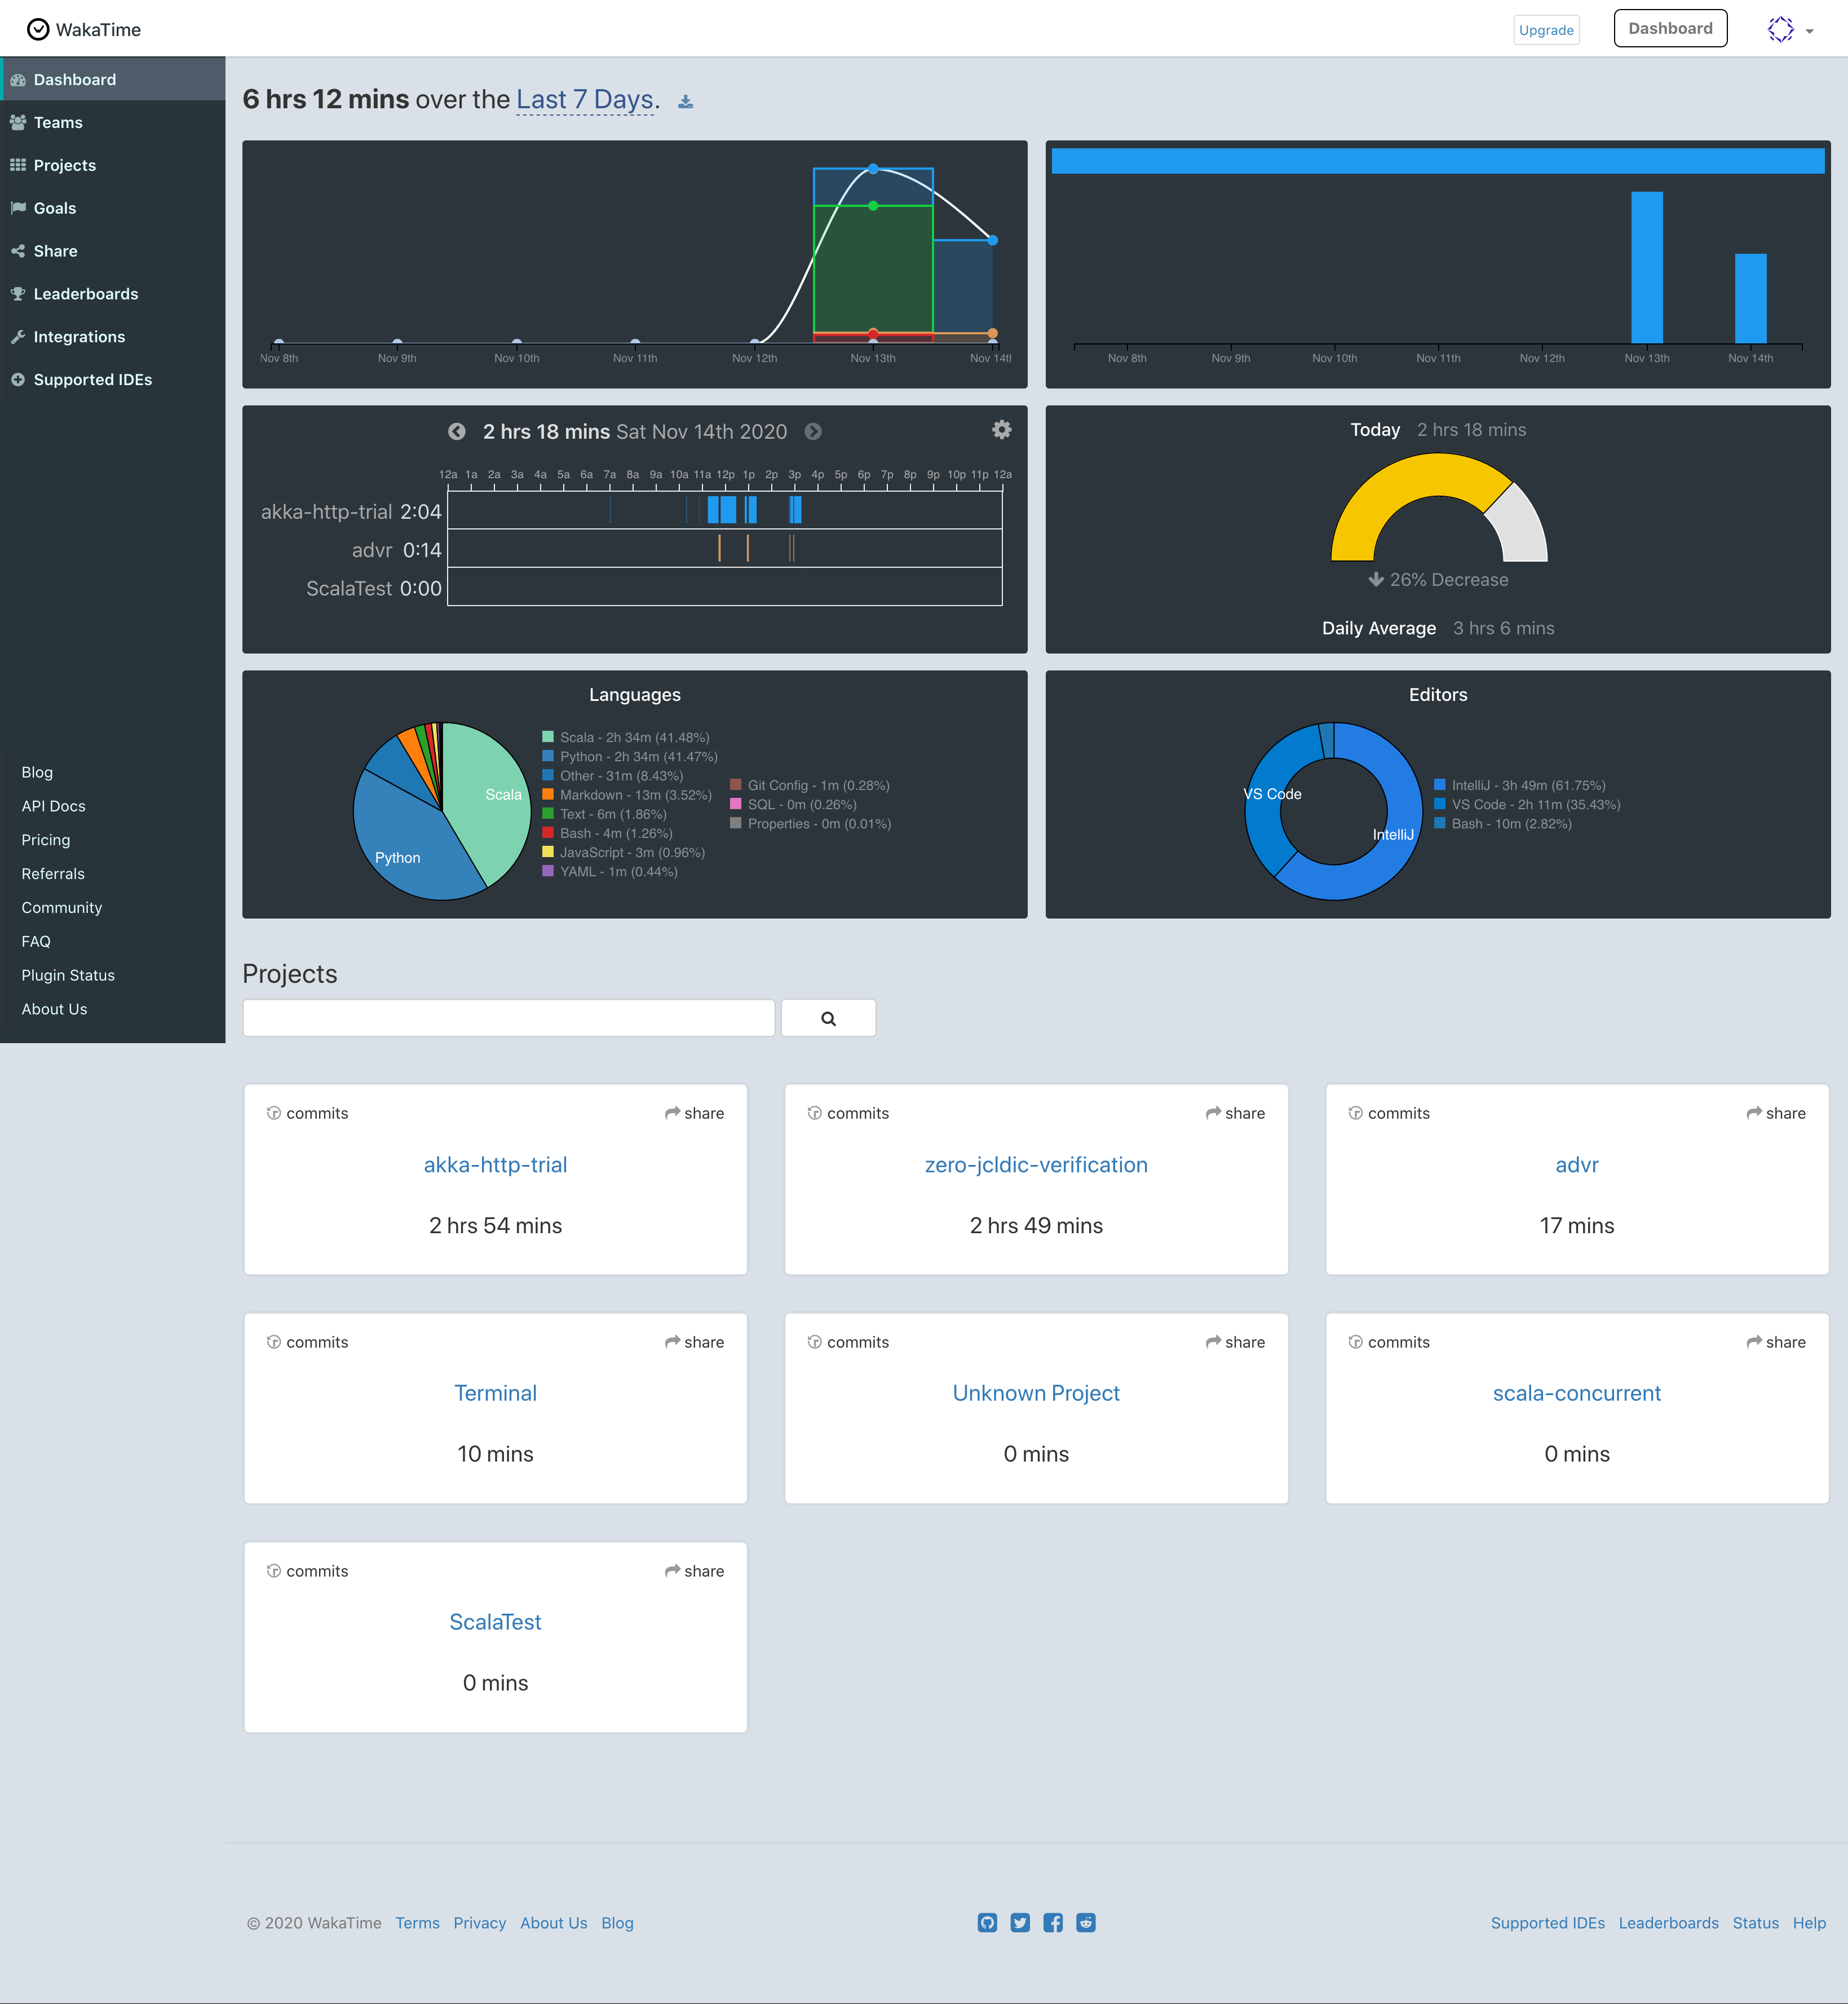 WakaTime
Upgrade
Dashboard
Dashboard
Teams
Projects
Goals
Share
Leaderboards
Integrations
Supported IDEs
Blog
API Docs
Pricing
Referrals
Community
FAQ
Plugin Status
About Us
6 hrs 12 mins over the Last 7 Days.
Nov 8th Nov 9th Nov 10th Nov 11th Nov 12th Nov 13th Nov 14tl
Nov 8th Nov 9th Nov 10th Nov 11th Nov 12th Nov 13th Nov 14th
2 hrs 18 mins Sat Nov 14th 2020
12a 1a 2a 3a 4a 5a 6a 7a 8a 9a 10a 11a 12p 1p 2p 3p 4p 5p 6p 7p 8p 9p 10p 11p 12a
akka-http-trial 2:04
advr 0:14
ScalaTest 0:00
Today 2 hrs 18 mins
26% Decrease
Daily Average 3 hrs 6 mins
Languages
Scala
Python
Scala - 2h 34m (41.48%)
Python - 2h 34m (41.47%)
Other - 31m (8.43%)
Markdown - 13m (3.52%)
Text - 6m (1.86%)
Bash - 4m (1.26%)
JavaScript - 3m (0.96%)
YAML - 1m (0.44%)
Git Config - 1m (0.28%)
SQL - 0m (0.26%)
Properties - 0m (0.01%)
Editors
VS Code
IntelliJ
IntelliJ - 3h 49m (61.75%)
VS Code - 2h 11m (35.43%)
Bash - 10m (2.82%)
Projects
commits share
akka-http-trial
2 hrs 54 mins
commits share
zero-jcldic-verification
2 hrs 49 mins
commits share
advr
17 mins
commits share
Terminal
10 mins
commits share
Unknown Project
0 mins
commits share
scala-concurrent
0 mins
commits share
ScalaTest
0 mins
© 2020 WakaTime Terms Privacy About Us Blog
Supported IDEs Leaderboards Status Help